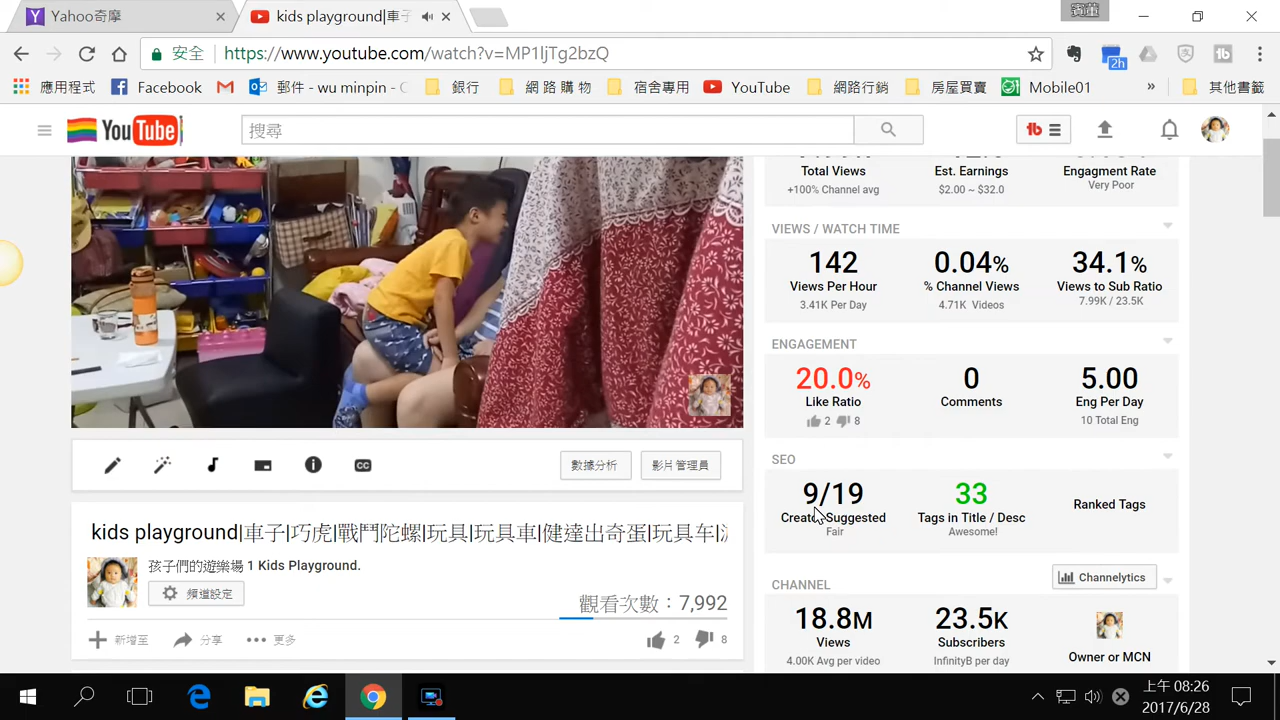 Yahoo奇摩
kids playground|車子
安全 https://www.youtube.com/watch?v=MP1ljTg2bzQ
2h
應用程式 Facebook 郵件 - wu minpin - O 銀行 網 路 購 物 宿舍專用 YouTube 網路行銷 房屋買賣 Mobile01 » 其他書籤
YouTube 搜尋
Total Views Est. Earnings Engagment Rate
+100% Channel avg $2.00 ~ $32.0 Very Poor
VIEWS / WATCH TIME
142 0.04% 34.1%
Views Per Hour % Channel Views Views to Sub Ratio
3.41K Per Day 4.71K Videos 7.99K / 23.5K
ENGAGEMENT
20.0% 0 5.00
Like Ratio Comments Eng Per Day
2 8 10 Total Eng
SEO
9/19 33 Ranked Tags
Suggested Tags in Title / Desc
Fair Awesome!
CHANNEL Channelytics
18.8M 23.5K
Views Subscribers Owner or MCN
4.00K Avg per video InfinityB per day
CC 數據分析 影片管理員
kids playground|車子|巧虎|戰鬥陀螺|玩具|玩具車|健達出奇蛋|玩具车|
孩子們的遊樂場 1 Kids Playground.
頻道設定
觀看次數：7,992
新增至 分享 更多 2 8
上午 08:26
2017/6/28